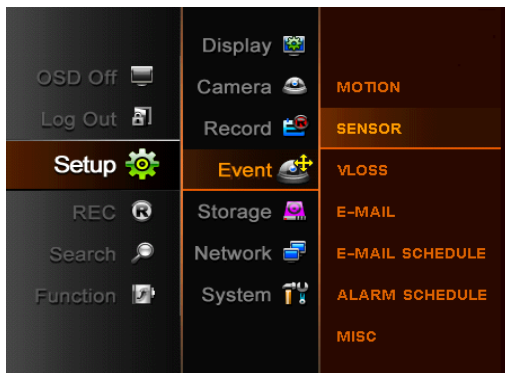 OSD Off
Log Out
Setup
REC
Search
Function
Display
Camera
Record
Event
Storage
Network
System
MOTION
SENSOR
VLOSS
E-MAIL
E-MAIL SCHEDULE
ALARM SCHEDULE
MISC